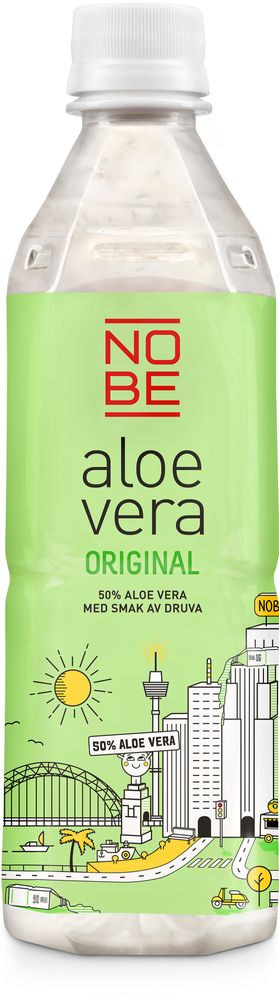 NO
BE
aloe
vera
ORIGINAL
50% ALOE VERA
MED SMAK AV DRUVA
NOB
50% ALOE VERA